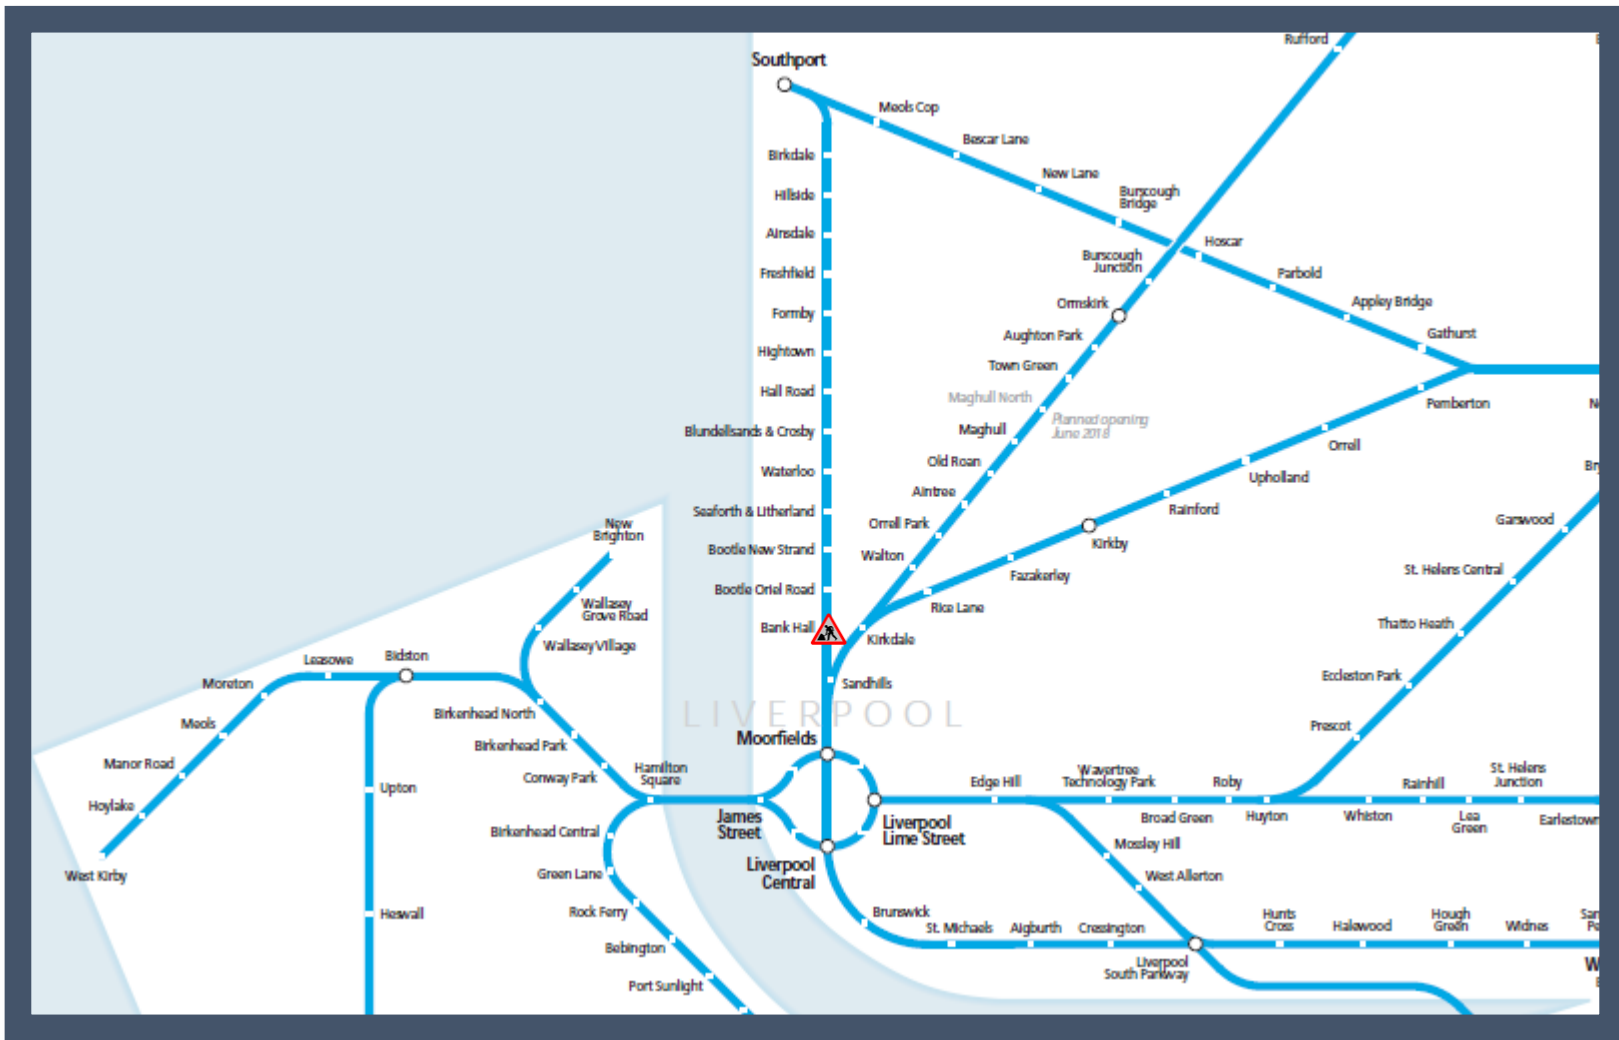 Southport
Rufford
Meols Cop
Bescar Lane
New Lane
Burscough
Bridge
Hoscar
Parbold
Appley Bridge
Gathurst
Birkdale
Hillside
Ainsdale
Freshfield
Formby
Hightown
Hall Road
Blundellsands & Crosby
Waterloo
Seaforth & Litherland
Bootle New Strand
Bootle Oriel Road
Bank Hall
Burscough
Junction
Ormskirk
Aughton Park
Town Green
Maghull North
Planned opening
June 2018
Maghull
Old Roan
Aintree
Orrell Park
Walton
Pemberton
Orrell
Upholland
Rainford
Kirkby
Fazakerley
Rice Lane
Kirkdale
Sandhills
Garswood
St. Helens Central
Thatto Heath
Eccleston Park
Prescot
New
Brighton
Wallasey
Grove Road
Wallasey Village
Bidston
Leasowe
Moreton
Meols
Manor Road
Hoylake
West Kirby
Upton
Heswall
Birkenhead North
Birkenhead Park
Conway Park
Hamilton
Square
Birkenhead Central
Green Lane
Rock Ferry
Bebington
Port Sunlight
LIVERPOOL
Moorfields
James
Street
Liverpool
Lime Street
Liverpool
Central
Edge Hill
Wavertree
Technology Park
Broad Green
Roby
Huyton
Whiston
Rainhill
Lea
Green
St. Helens
Junction
Earlestown
Mossley Hill
West Allerton
Brunswick
St. Michaels
Aigburth
Cressington
Liverpool
South Parkway
Hunts
Cross
Halewood
Hough
Green
Widnes